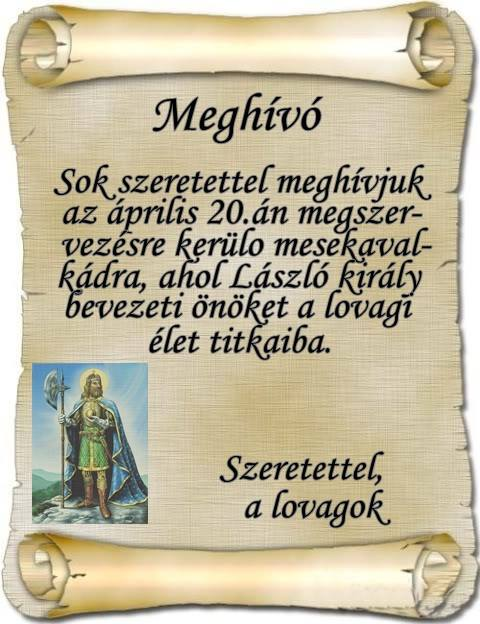 Meghívó
Sok szeretettel meghívjuk
az április 20.án megszer-
vezésre kerülo mesekaval-
kádra, ahol László király
bevezeti önöket a lovagi
élet titkaiba.
Szeretettel,
a lovagok